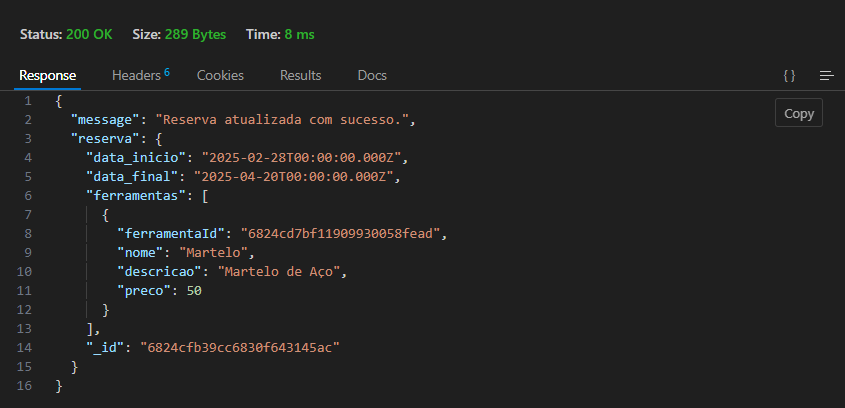 Status: 200 OK Size: 289 Bytes Time: 8 ms
Response Headers 6 Cookies Results Docs { }
Copy
1 {
2 "message": "Reserva atualizada com sucesso.",
3 "reserva": {
4 "data_inicio": "2025-02-28T00:00:00.000Z",
5 "data_final": "2025-04-20T00:00:00.000Z",
6 "ferramentas": [
7 {
8 "ferramentaId": "6824cd7bf11909930058fead",
9 "nome": "Martelo",
10 "descricao": "Martelo de Aço",
11 "preco": 50
12 }
13 ],
14 "_id": "6824cfb39cc6830f643145ac"
15 }
16 }